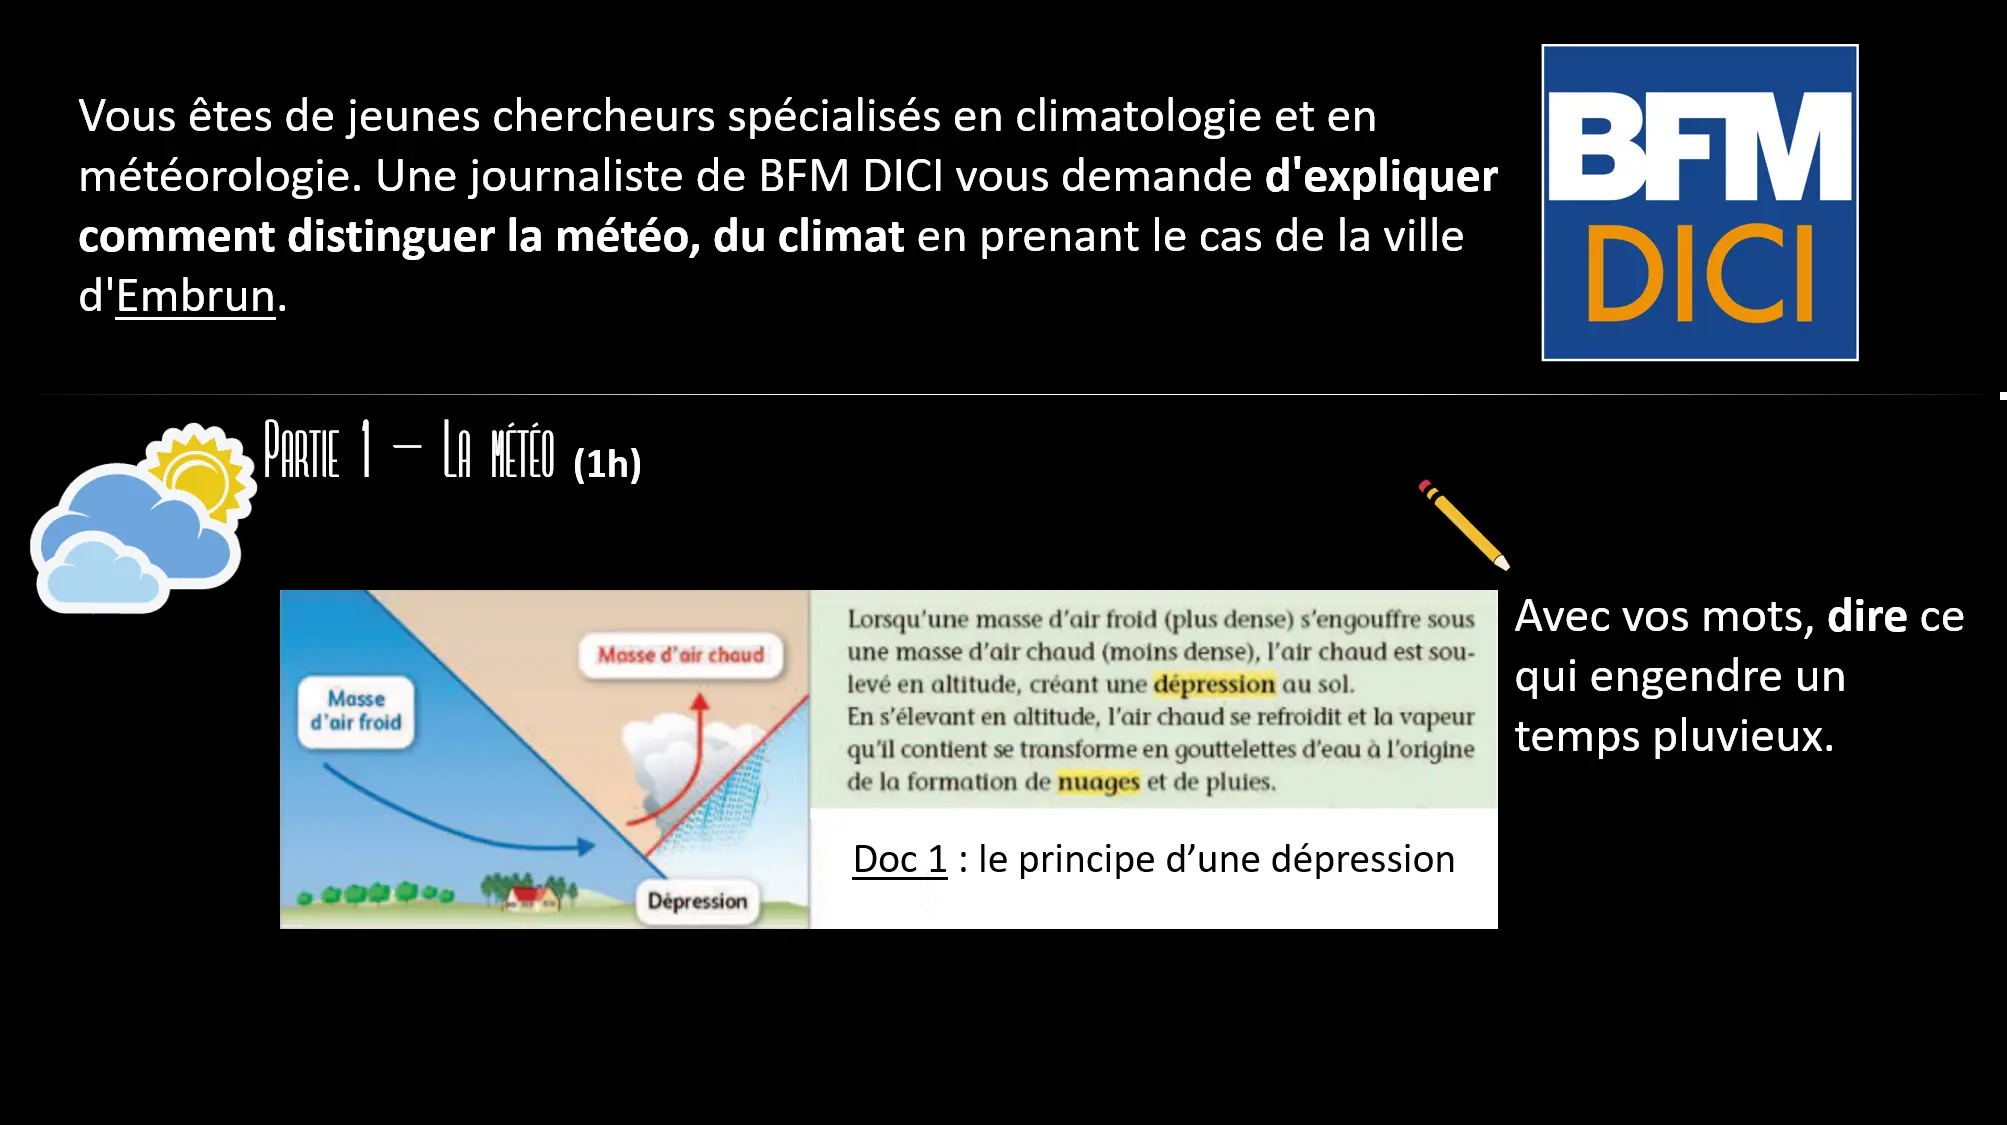 Vous êtes de jeunes chercheurs spécialisés en climatologie et en
météorologie. Une journaliste de BFM DICI vous demande d'expliquer
comment distinguer la météo, du climat en prenant le cas de la ville
d'Embrun.
BFM
DICI
Partie 1 – La météo (1h)
Masse d'air froid
Masse d'air chaud
Dépression
Lorsqu'une masse d'air froid (plus dense) s'engouffre sous
une masse d'air chaud (moins dense), l'air chaud est sou-
levé en altitude, créant une dépression au sol.
En s'élevant en altitude, l'air chaud se refroidit et la vapeur
qu'il contient se transforme en gouttelettes d'eau à l'origine
de la formation de nuages et de pluies.
Doc 1 : le principe d’une dépression
Avec vos mots, dire ce
qui engendre un
temps pluvieux.